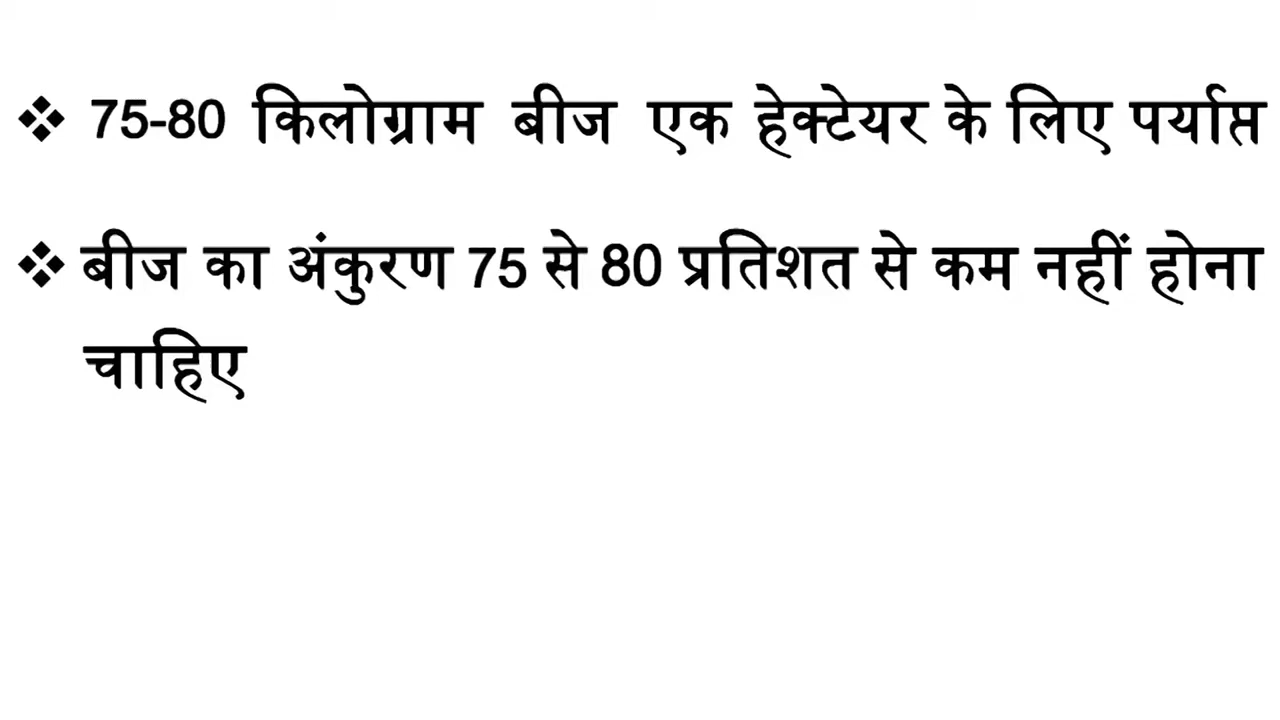 ❖ 75-80 किलोग्राम बीज एक हेक्टेयर के लिए पर्याप्त
❖ बीज का अंकुरण 75 से 80 प्रतिशत से कम नहीं होना
चाहिए